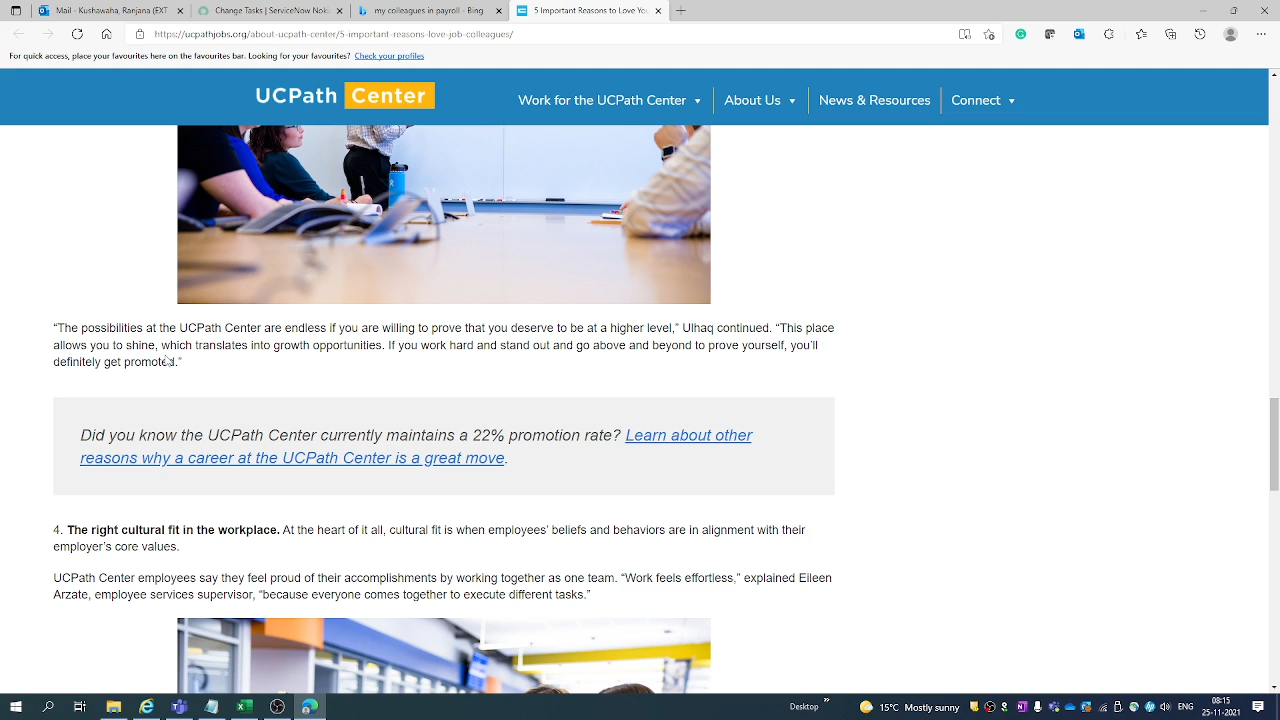 Kushwaha, Ranjana EX1
Change Tasks | ServiceNow
kahoot - Bing
5 Important Reasons to Love You
https://ucpathjobs.org/about-ucpath-center/5-important-reasons-love-job-colleagues/
For quick access, place your favourites here on the favourites bar. Looking for your favourites? Check your profiles
UCPath Center
Work for the UCPath Center
About Us
News & Resources
Connect
“The possibilities at the UCPath Center are endless if you are willing to prove that you deserve to be at a higher level,” Ulhaq continued. “This place
allows you to shine, which translates into growth opportunities. If you work hard and stand out and go above and beyond to prove yourself, you’ll
definitely get promoted.”
Did you know the UCPath Center currently maintains a 22% promotion rate? Learn about other
reasons why a career at the UCPath Center is a great move.
4. The right cultural fit in the workplace. At the heart of it all, cultural fit is when employees’ beliefs and behaviors are in alignment with their
employer’s core values.
UCPath Center employees say they feel proud of their accomplishments by working together as one team. “Work feels effortless,” explained Eileen
Arzate, employee services supervisor, “because everyone comes together to execute different tasks.”
Desktop
15°C Mostly sunny
ENG
08:15
25-11-2021